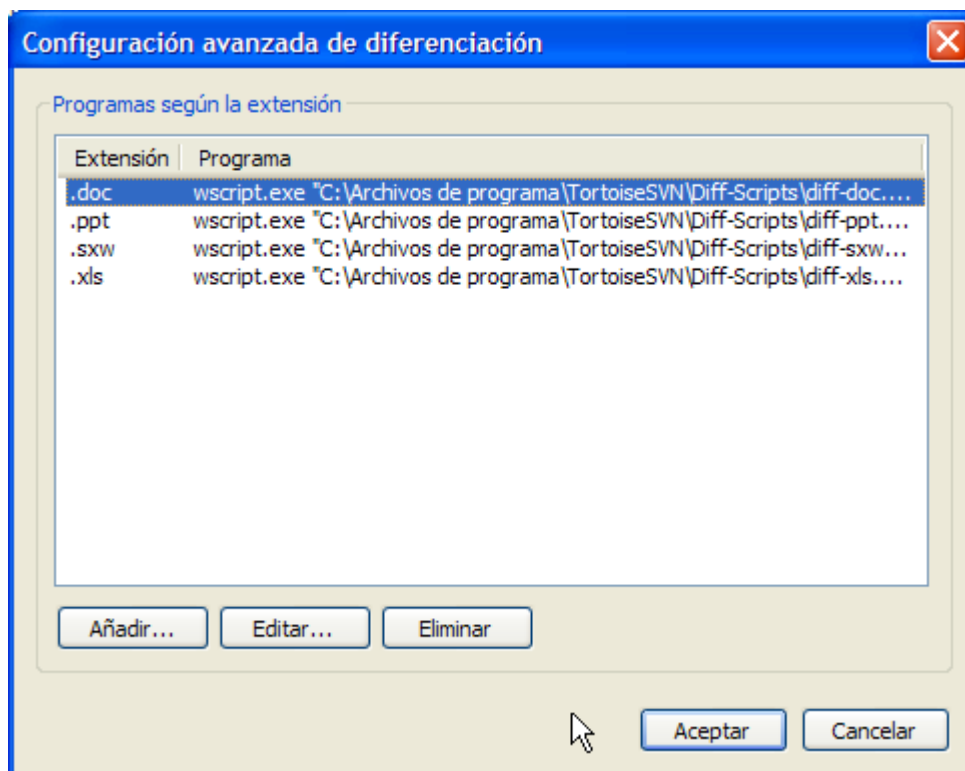 Configuración avanzada de diferenciación
Programas según la extensión
Extensión Programa
.doc wscript.exe "C:\Archivos de programa\TortoiseSVN\Diff-Scripts\diff-doc....
.ppt wscript.exe "C:\Archivos de programa\TortoiseSVN\Diff-Scripts\diff-ppt....
.sxw wscript.exe "C:\Archivos de programa\TortoiseSVN\Diff-Scripts\diff-sxw...
.xls wscript.exe "C:\Archivos de programa\TortoiseSVN\Diff-Scripts\diff-xls....
Añadir... Editar... Eliminar
Aceptar Cancelar